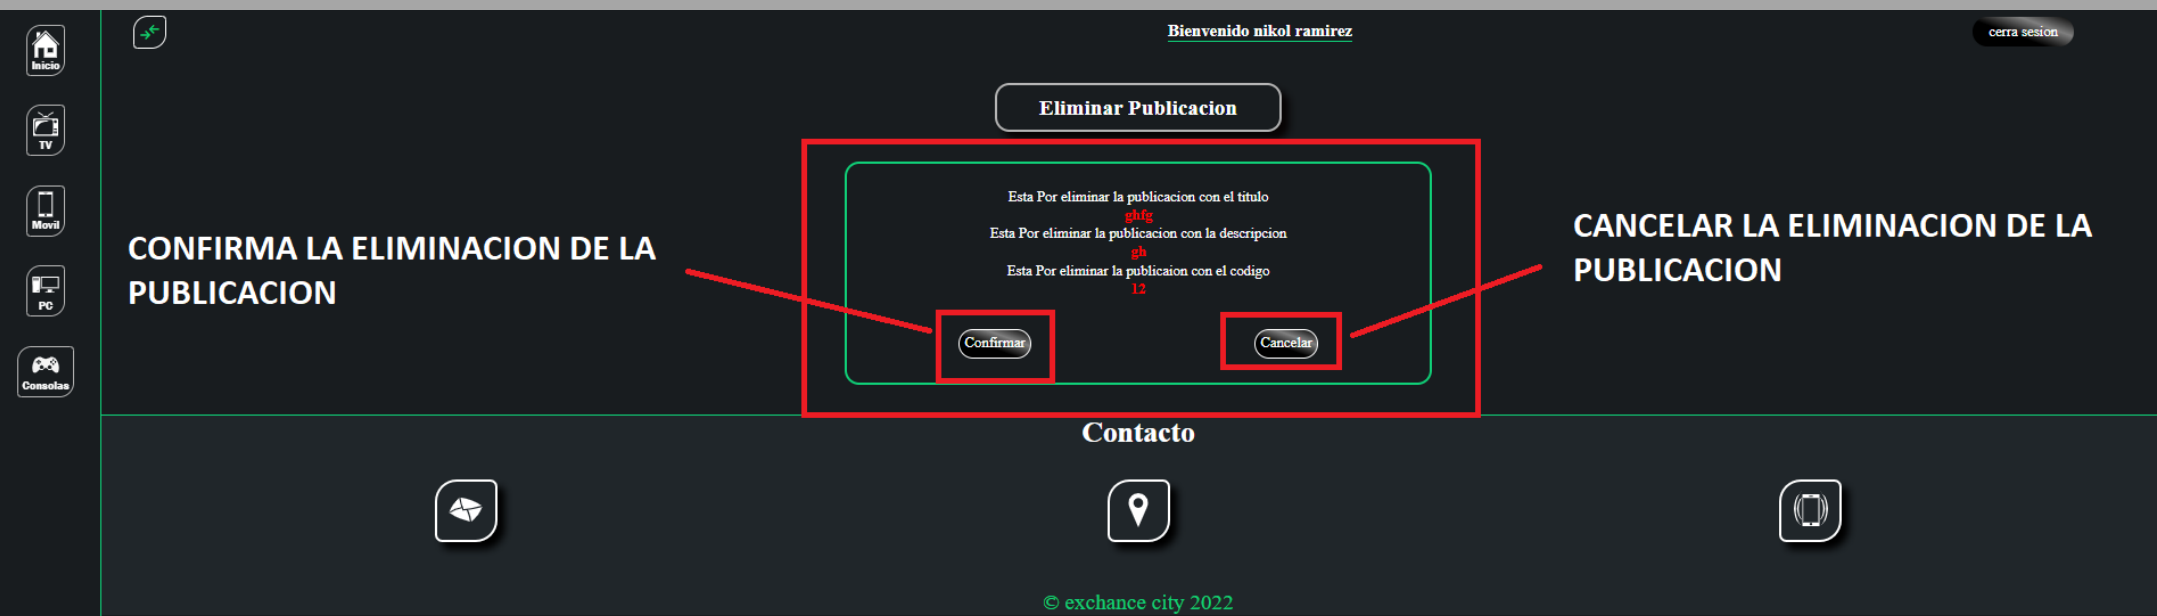 Bienvenido nikol ramirez
cerra sesion
Inicio
TV
Movil
PC
Consolas
Eliminar Publicacion
Esta Por eliminar la publicacion con el titulo
ghfg
Esta Por eliminar la publicacion con la descripcion
gh
Esta Por eliminar la publicaion con el codigo
12
Confirmar
Cancelar
CONFIRMA LA ELIMINACION DE LA
PUBLICACION
CANCELAR LA ELIMINACION DE LA
PUBLICACION
Contacto
© exchance city 2022